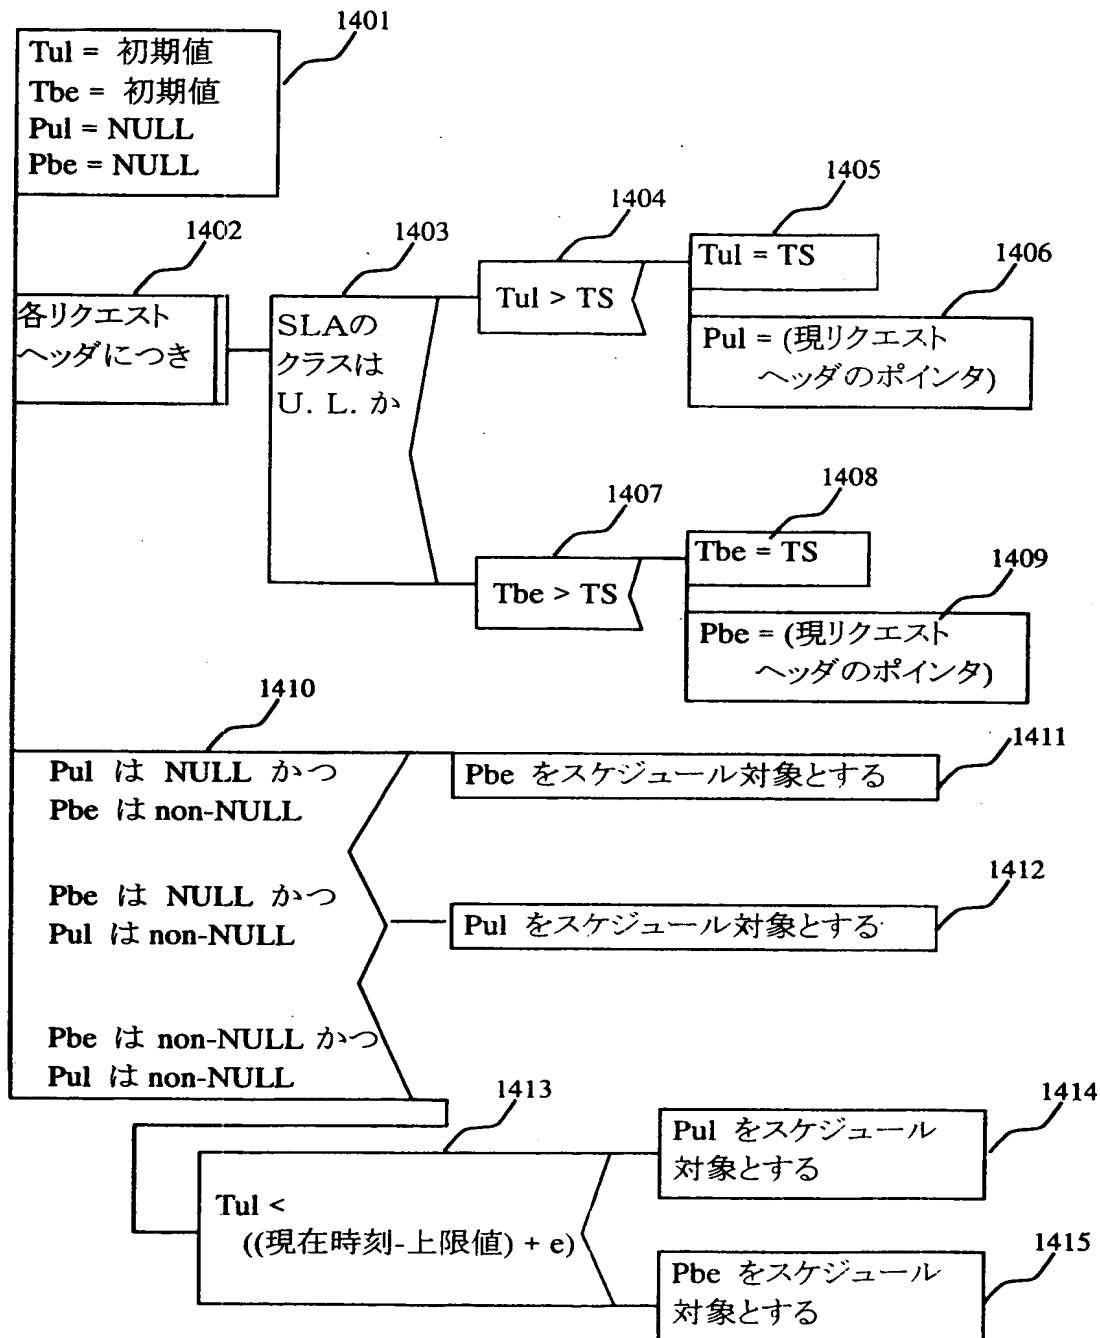 1401
Tul = 初期値
Tbe = 初期値
Pul = NULL
Pbe = NULL
1402
各リクエスト
ヘッダにつき
1403
SLAの
クラスは
U. L. か
1404
Tul > TS
1405
Tul = TS
1406
Pul = (現リクエスト
ヘッダのポインタ)
1407
Tbe > TS
1408
Tbe = TS
1409
Pbe = (現リクエスト
ヘッダのポインタ)
1410
Pul は NULL かつ
Pbe は non-NULL
1411
Pbe をスケジュール対象とする
Pbe は NULL かつ
Pul は non-NULL
1412
Pul をスケジュール対象とする
Pbe は non-NULL かつ
Pul は non-NULL
1413
Tul <
((現在時刻-上限値) + e)
1414
Pul をスケジュール
対象とする
1415
Pbe をスケジュール
対象とする